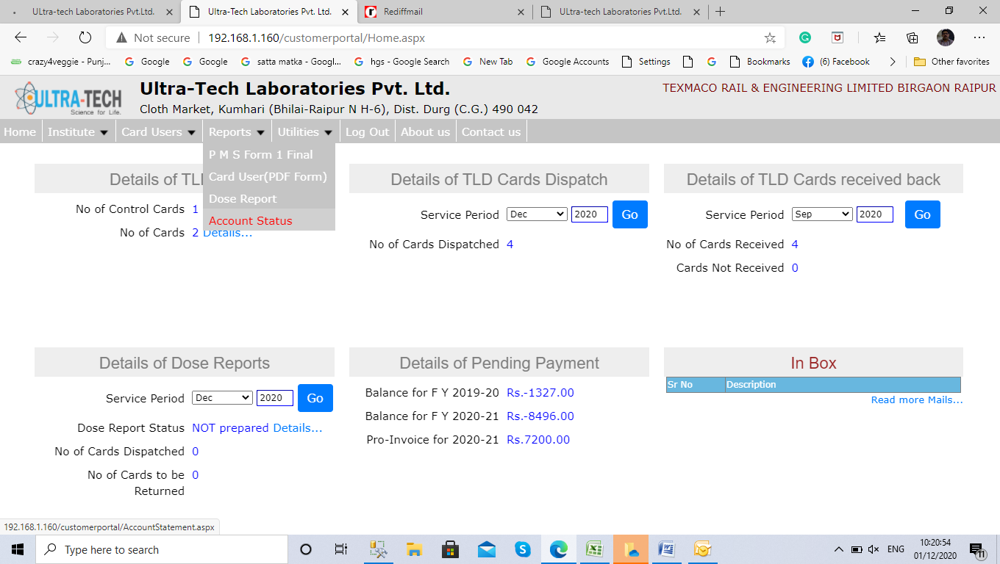 ULtra-tech Laboratories Pvt.Ltd.
Ultra-Tech Laboratories Pvt. Ltd.
Rediffmail
ULtra-tech Laboratories Pvt.Ltd.
Not secure
192.168.1.160/customerportal/Home.aspx
crazy4veggie - Punj...
Google
Google
satta matka - Googl...
hgs - Google Search
New Tab
Google Accounts
Settings
Bookmarks
(6) Facebook
Other favorites
ULTRA-TECH
Science for Life.
Ultra-Tech Laboratories Pvt. Ltd.
Cloth Market, Kumhari (Bhilai-Raipur N H-6), Dist. Durg (C.G.) 490 042
TEXMACO RAIL & ENGINEERING LIMITED BIRGAON RAIPUR
Home
Institute
Card Users
Reports
Utilities
Log Out
About us
Contact us
P M S Form 1 Final
Card User(PDF Form)
Dose Report
Account Status
Details of TL
No of Control Cards 1
No of Cards 2 Details...
Details of TLD Cards Dispatch
Service Period Dec 2020 Go
No of Cards Dispatched 4
Details of TLD Cards received back
Service Period Sep 2020 Go
No of Cards Received 4
Cards Not Received 0
Details of Dose Reports
Service Period Dec 2020 Go
Dose Report Status NOT prepared Details...
No of Cards Dispatched 0
No of Cards to be 0
Returned
Details of Pending Payment
Balance for F Y 2019-20 Rs.-1327.00
Balance for F Y 2020-21 Rs.-8496.00
Pro-Invoice for 2020-21 Rs.7200.00
In Box
Sr No Description
Read more Mails...
192.168.1.160/customerportal/AccountStatement.aspx
Type here to search
ENG
10:20:54
01/12/2020
11